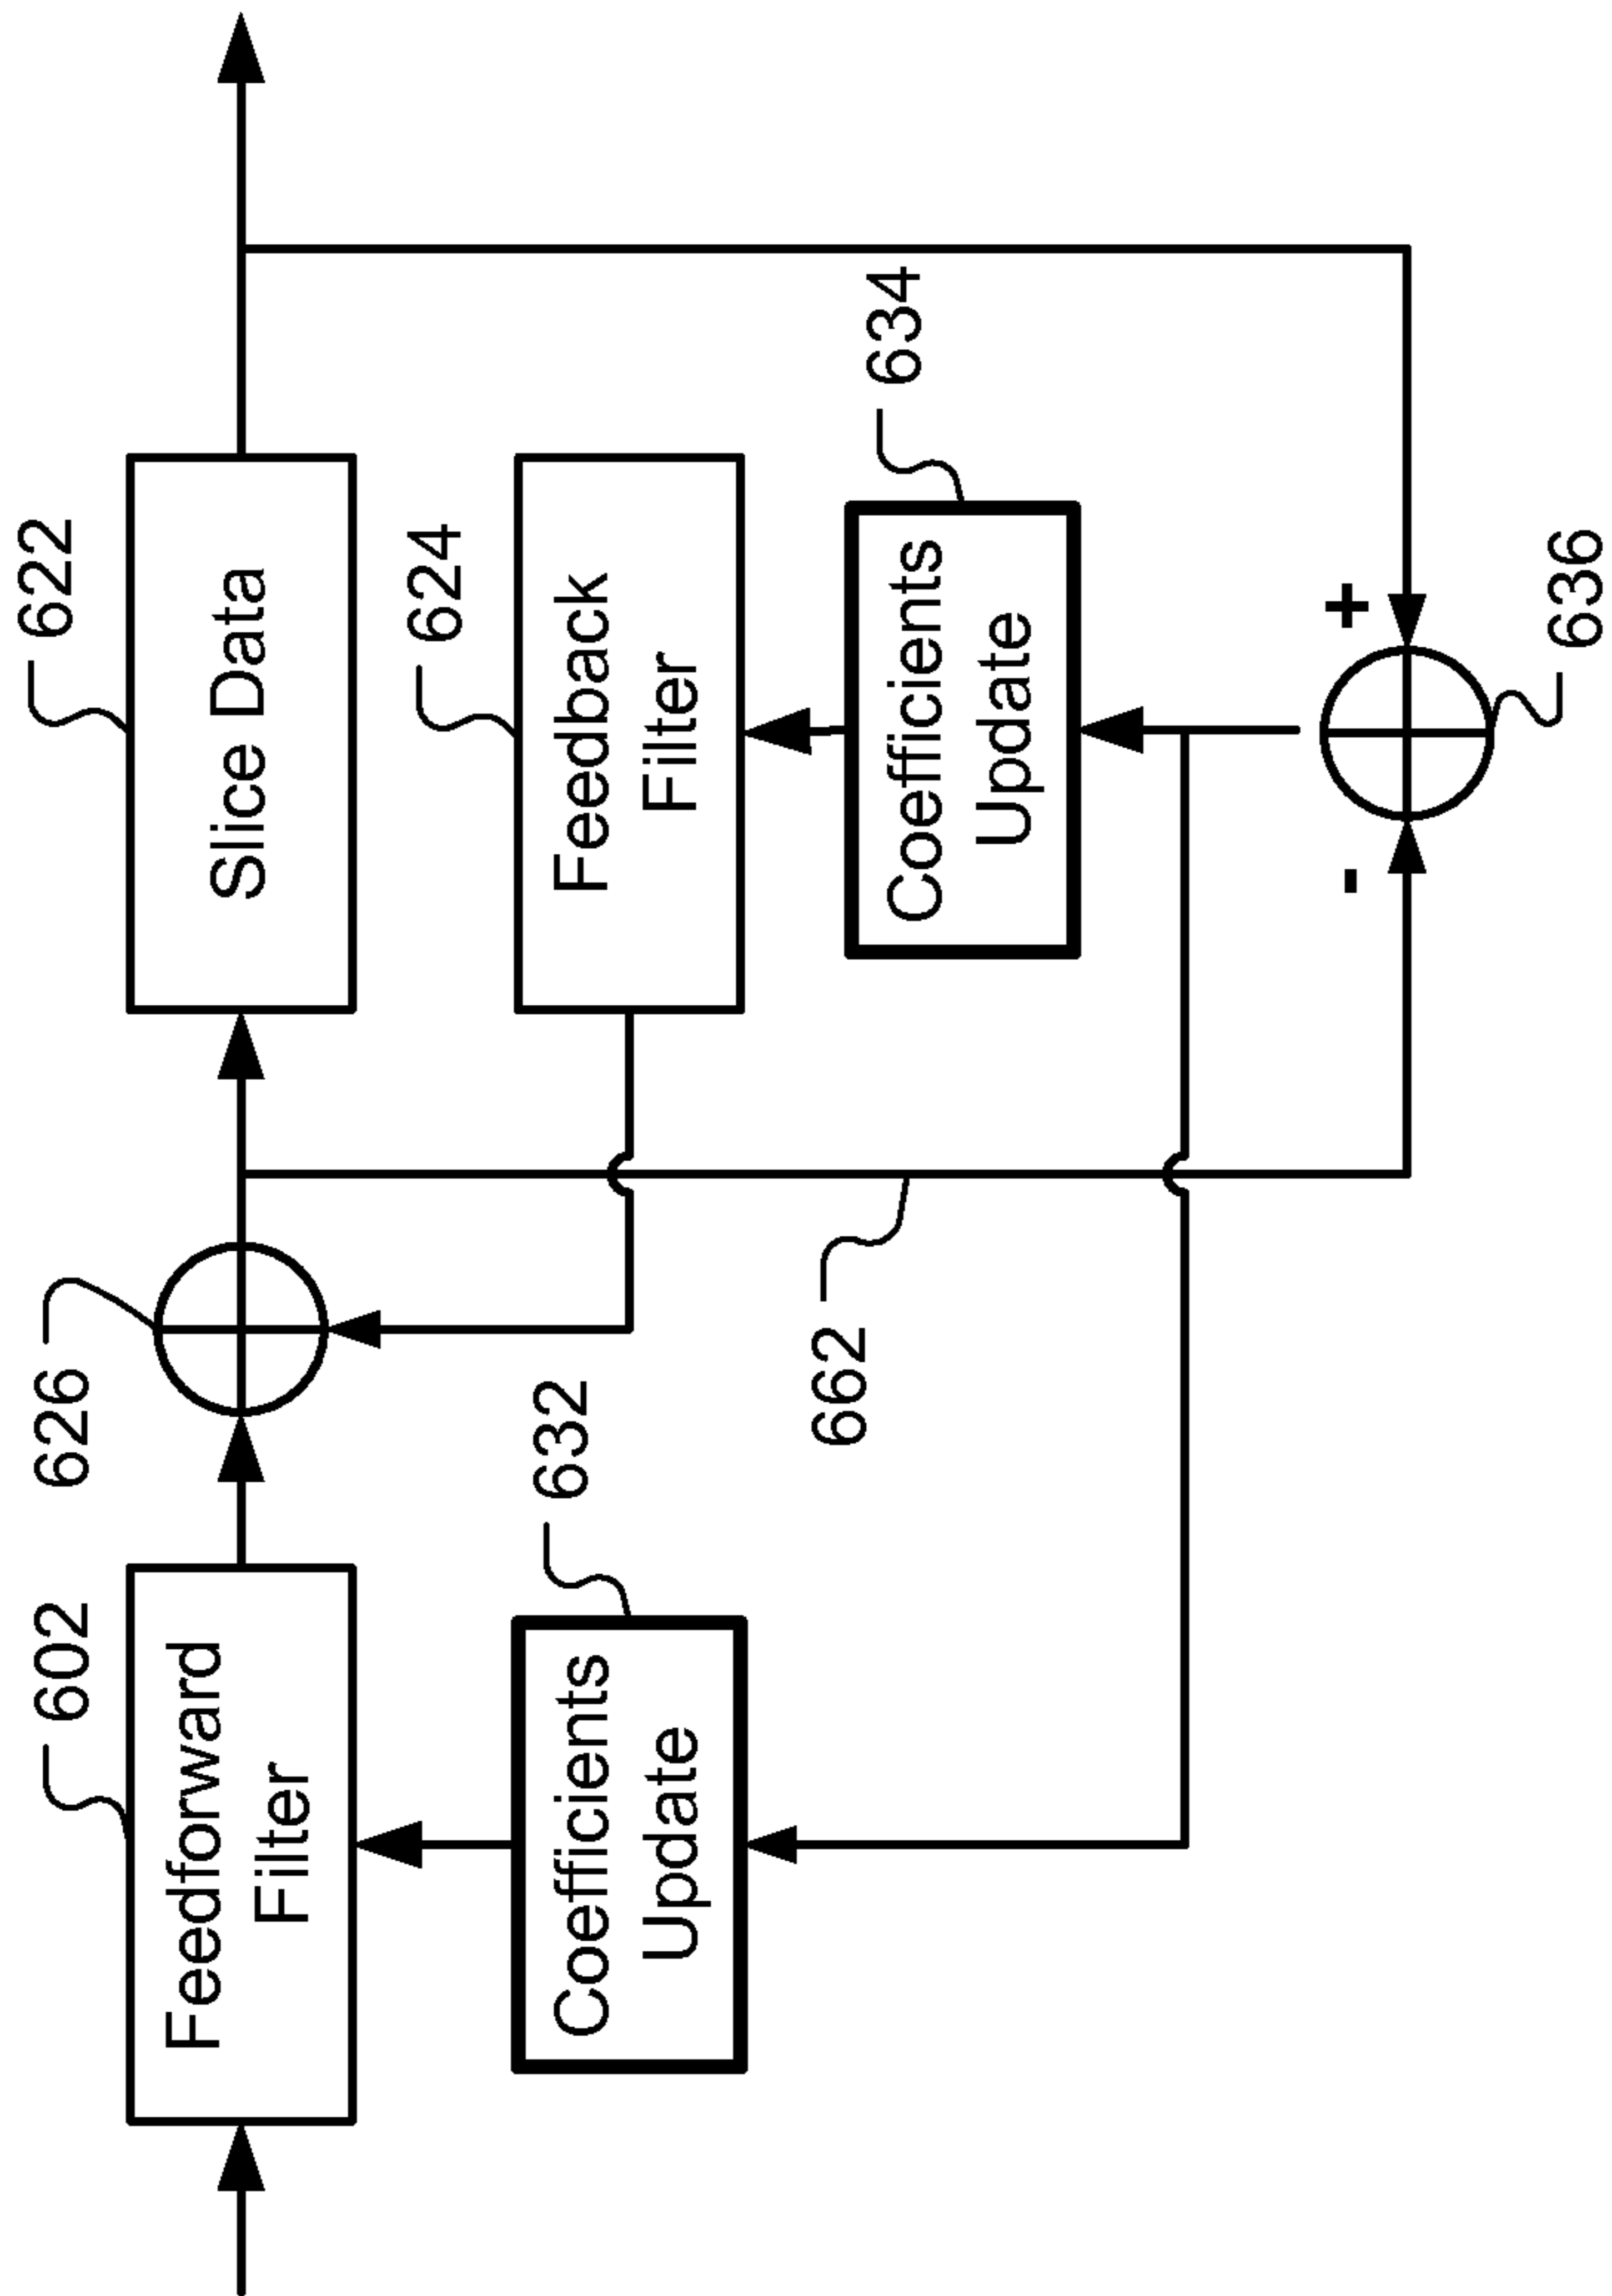 602
Feedforward
Filter
626
622
Slice Data
632
Coefficients
Update
624
Feedback
Filter
662
634
Coefficients
Update
-
+
636